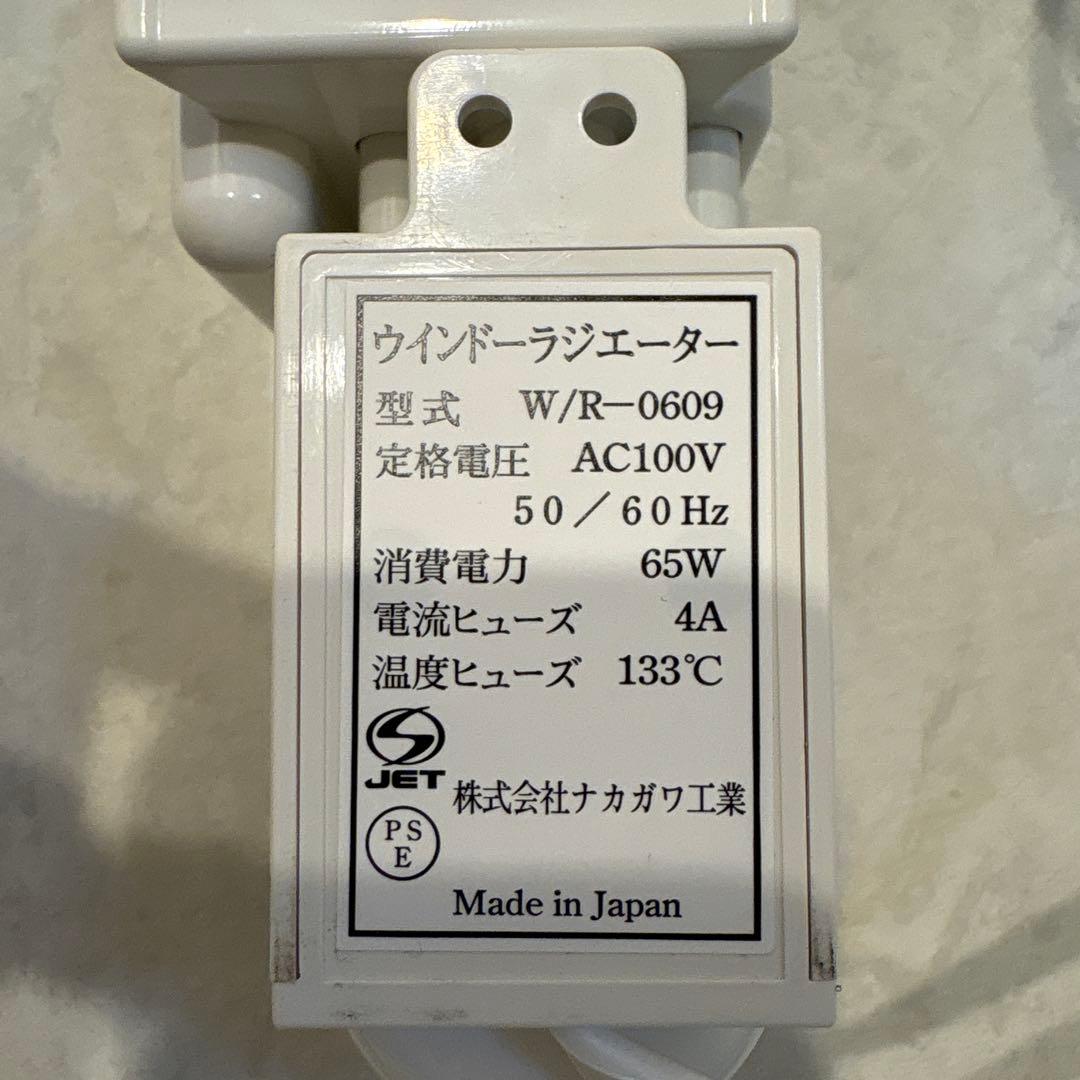 ウインドーラジエーター
型式 W/R−0609
定格電圧 AC100V
50／60Hz
消費電力 65W
電流ヒューズ 4A
温度ヒューズ 133℃
JET
株式会社ナカガワ工業
PS
E
Made in Japan